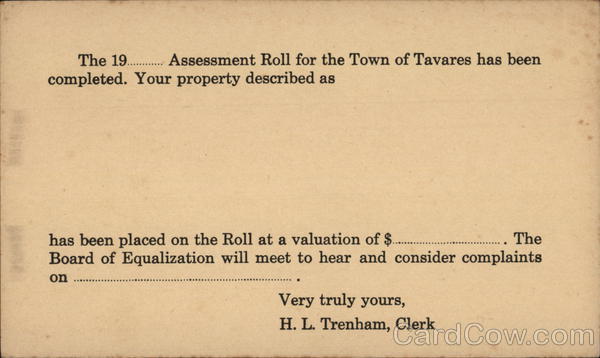 The 19............ Assessment Roll for the Town of Tavares has been
completed. Your property described as
has been placed on the Roll at a valuation of $.................................... . The
Board of Equalization will meet to hear and consider complaints
on ......................................................................... .
Very truly yours,
H. L. Trenham, Clerk
CardCow.com